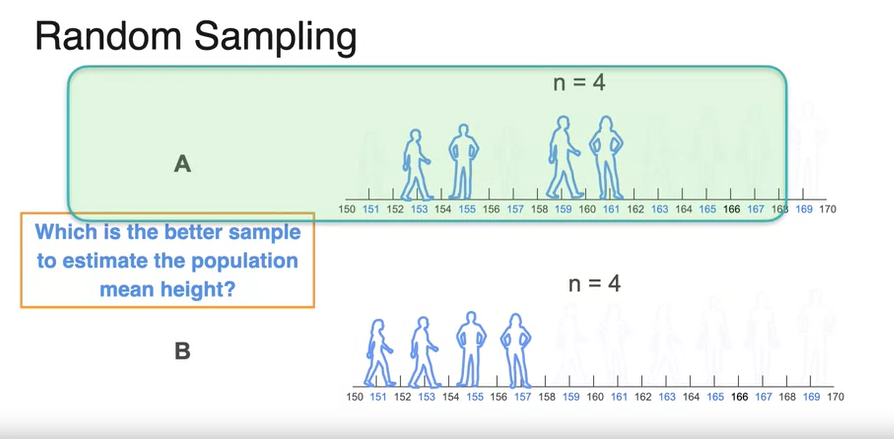 Random Sampling
n = 4
A
150 151 152 153 154 155 156 157 158 159 160 161 162 163 164 165 166 167 168 169 170
Which is the better sample
to estimate the population
mean height?
n = 4
B
150 151 152 153 154 155 156 157 158 159 160 161 162 163 164 165 166 167 168 169 170